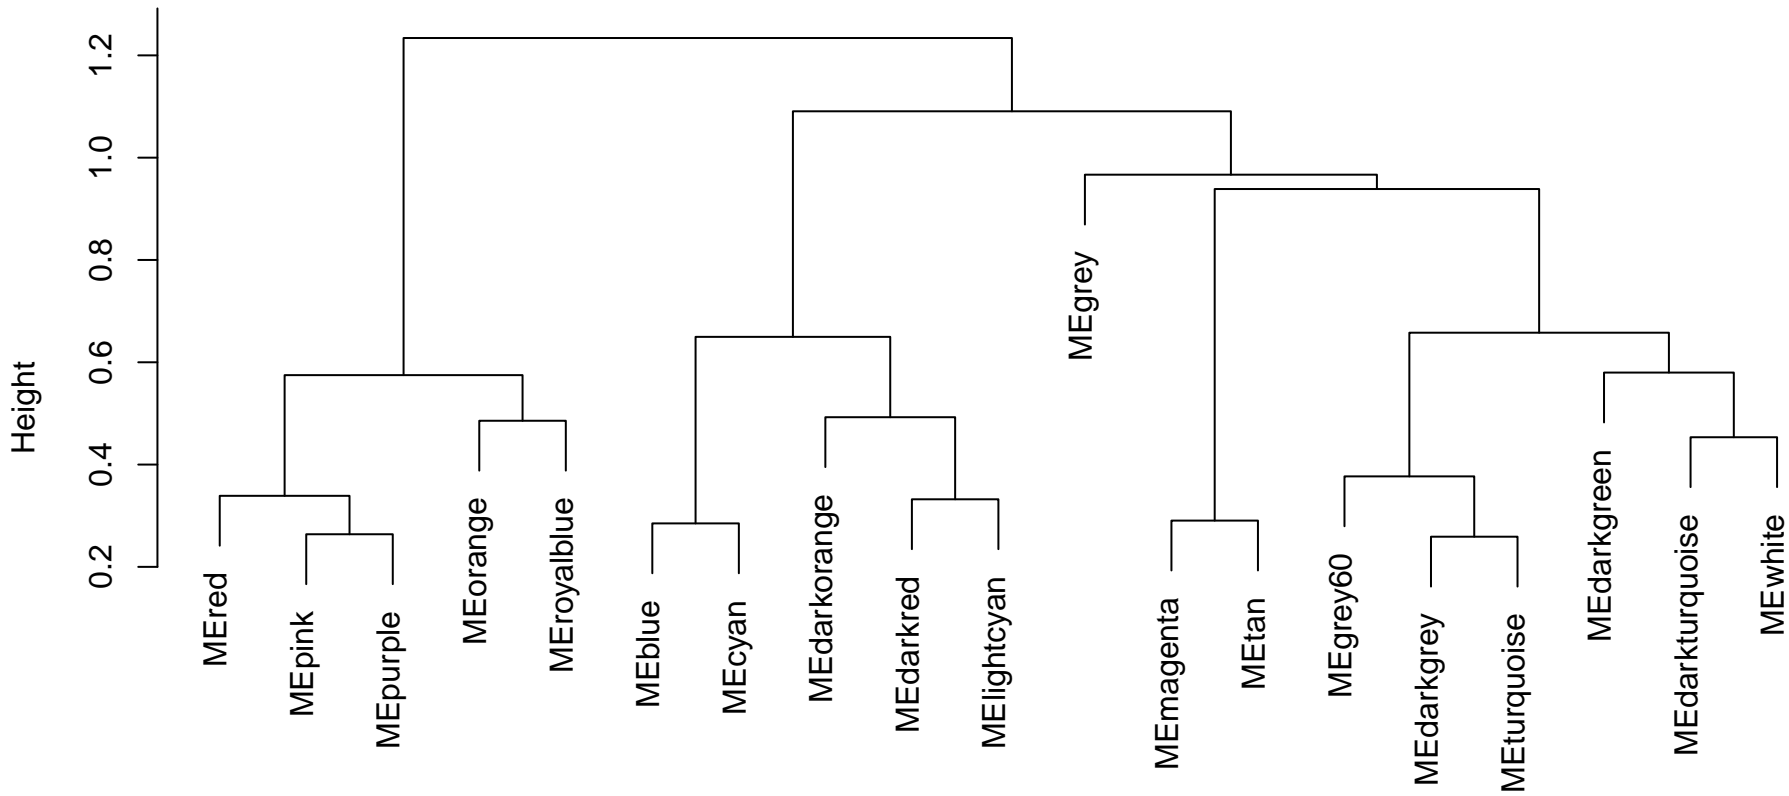 Height
1.2
1.0
0.8
0.6
0.4
0.2
MEred
MEpink
MEpurple
MEorange
MEroyalblue
MEblue
MEcyan
MEdarkorange
MEdarkred
MElightcyan
MEgrey
MEmagenta
MEtan
MEgrey60
MEdarkgrey
MEturquoise
MEdarkgreen
MEdarkturquoise
MEwhite